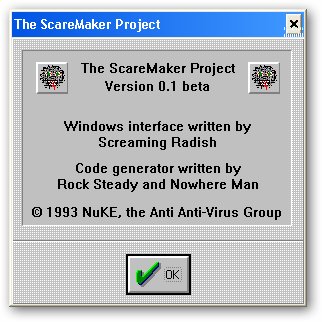 The ScareMaker Project
The ScareMaker Project
Version 0.1 beta
Windows interface written by
Screaming Radish
Code generator written by
Rock Steady and Nowhere Man
© 1993 NuKE, the Anti Anti-Virus Group
OK